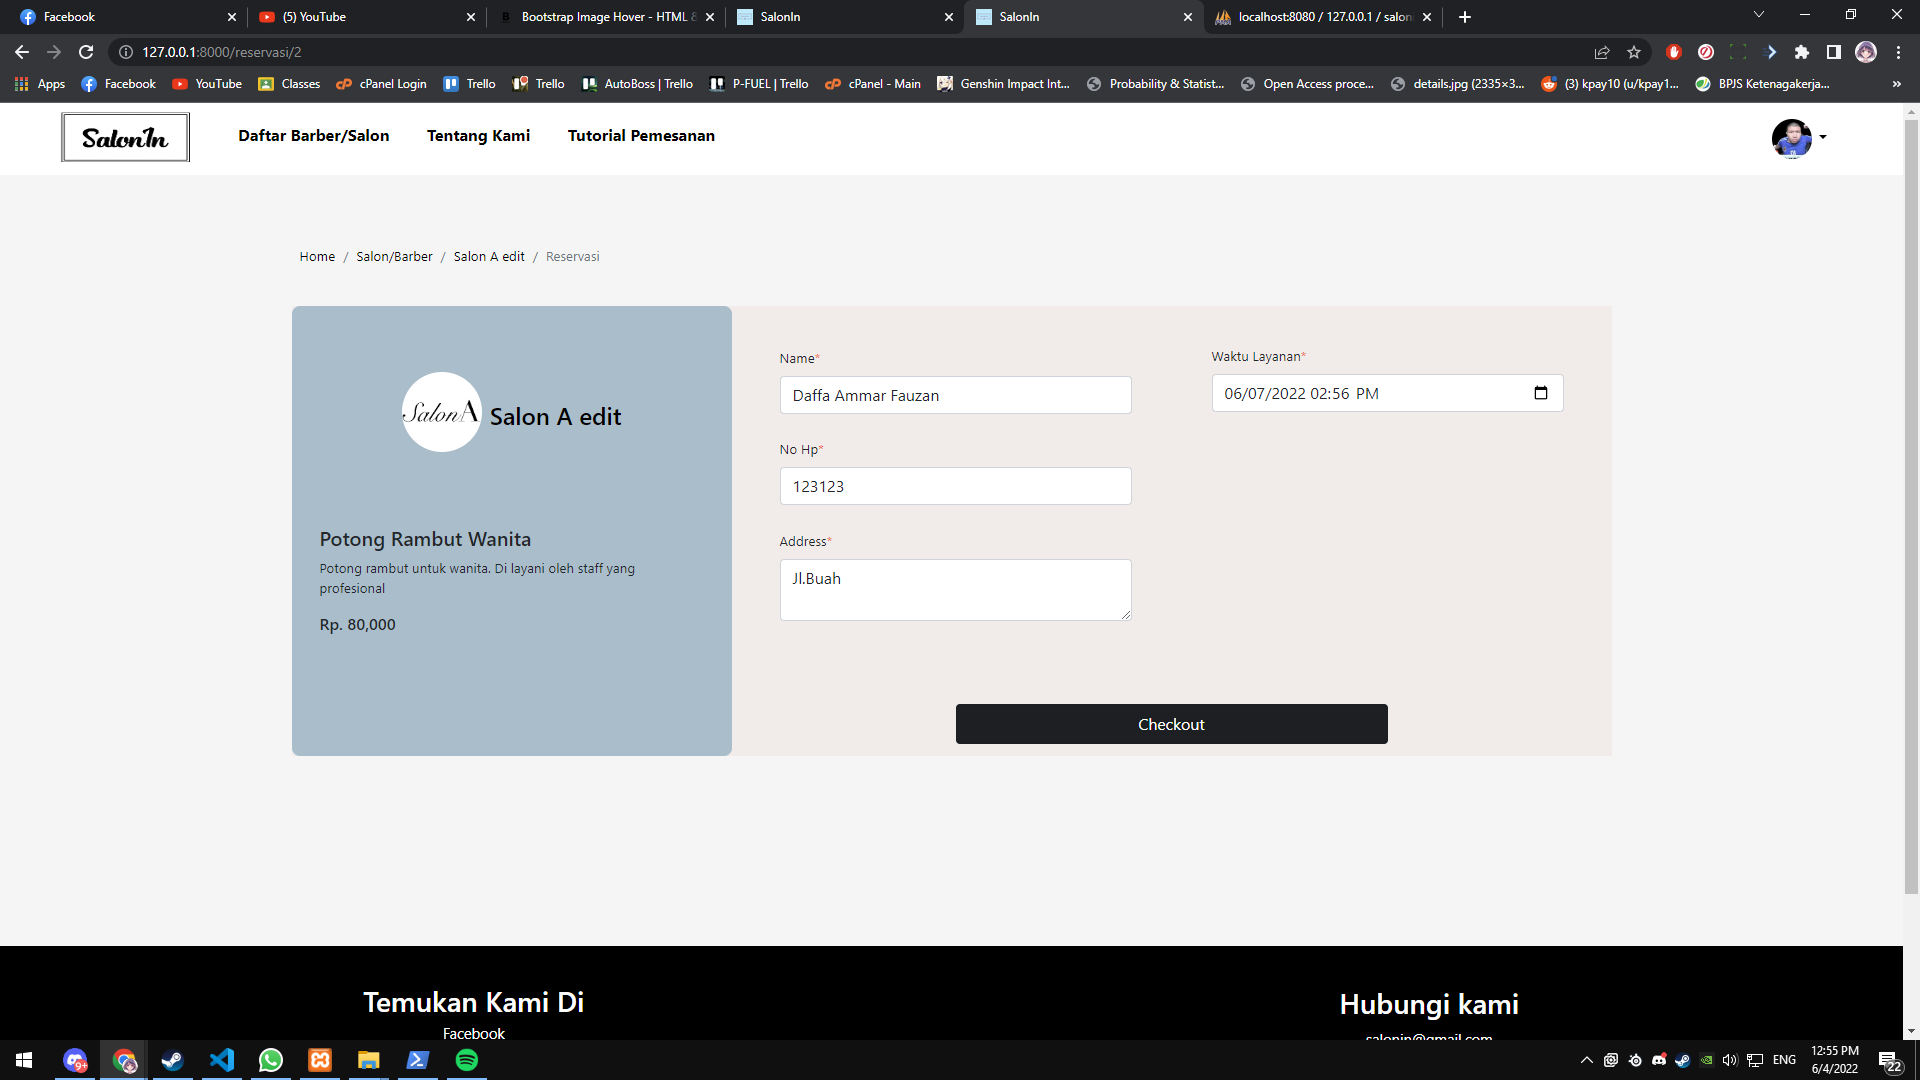 Facebook
(5) YouTube
Bootstrap Image Hover - HTML &
SalonIn
SalonIn
localhost:8080 / 127.0.0.1 / salon
127.0.0.1:8000/reservasi/2
Apps
Facebook
YouTube
Classes
cPanel Login
Trello
Trello
AutoBoss | Trello
P-FUEL | Trello
cPanel - Main
Genshin Impact Int...
Probability & Statist...
Open Access proce...
details.jpg (2335×3...
(3) kpay10 (u/kpay1...
BPJS Ketenagakerja...
»
SalonIn
Daftar Barber/Salon
Tentang Kami
Tutorial Pemesanan
Home / Salon/Barber / Salon A edit / Reservasi
Salon A
Salon A edit
Potong Rambut Wanita
Potong rambut untuk wanita. Di layani oleh staff yang
profesional
Rp. 80,000
Name*
Daffa Ammar Fauzan
No Hp*
123123
Address*
Jl.Buah
Waktu Layanan*
06/07/2022 02:56 PM
Checkout
Temukan Kami Di
Facebook
Hubungi kami
salonin@gmail.com
9+
ENG
12:55 PM
6/4/2022
22